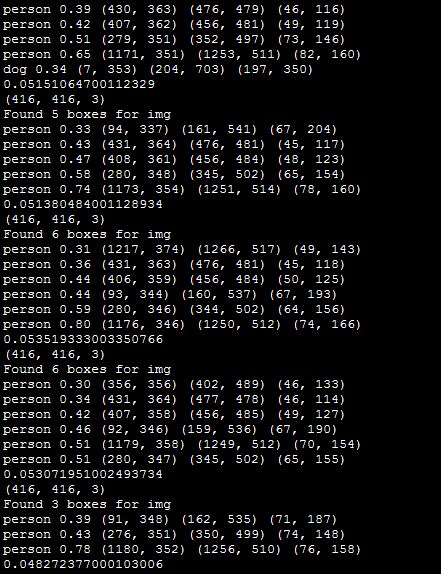 person 0.39 (430, 363) (476, 479) (46, 116)
person 0.42 (407, 362) (456, 481) (49, 119)
person 0.51 (279, 351) (352, 497) (73, 146)
person 0.65 (1171, 351) (1253, 511) (82, 160)
dog 0.34 (7, 353) (204, 703) (197, 350)
0.05151064700112329
(416, 416, 3)
Found 5 boxes for img
person 0.33 (94, 337) (161, 541) (67, 204)
person 0.43 (431, 364) (476, 481) (45, 117)
person 0.47 (408, 361) (456, 484) (48, 123)
person 0.58 (280, 348) (345, 502) (65, 154)
person 0.74 (1173, 354) (1251, 514) (78, 160)
0.051380484001128934
(416, 416, 3)
Found 6 boxes for img
person 0.31 (1217, 374) (1266, 517) (49, 143)
person 0.36 (431, 363) (476, 481) (45, 118)
person 0.44 (406, 359) (456, 484) (50, 125)
person 0.44 (93, 344) (160, 537) (67, 193)
person 0.59 (280, 346) (344, 502) (64, 156)
person 0.80 (1176, 346) (1250, 512) (74, 166)
0.053519333003350766
(416, 416, 3)
Found 6 boxes for img
person 0.30 (356, 356) (402, 489) (46, 133)
person 0.34 (431, 364) (477, 478) (46, 114)
person 0.42 (407, 358) (456, 485) (49, 127)
person 0.46 (92, 346) (159, 536) (67, 190)
person 0.51 (1179, 358) (1249, 512) (70, 154)
person 0.51 (280, 347) (345, 502) (65, 155)
0.053071951002493734
(416, 416, 3)
Found 3 boxes for img
person 0.39 (91, 348) (162, 535) (71, 187)
person 0.43 (276, 351) (350, 499) (74, 148)
person 0.78 (1180, 352) (1256, 510) (76, 158)
0.048272377000103006